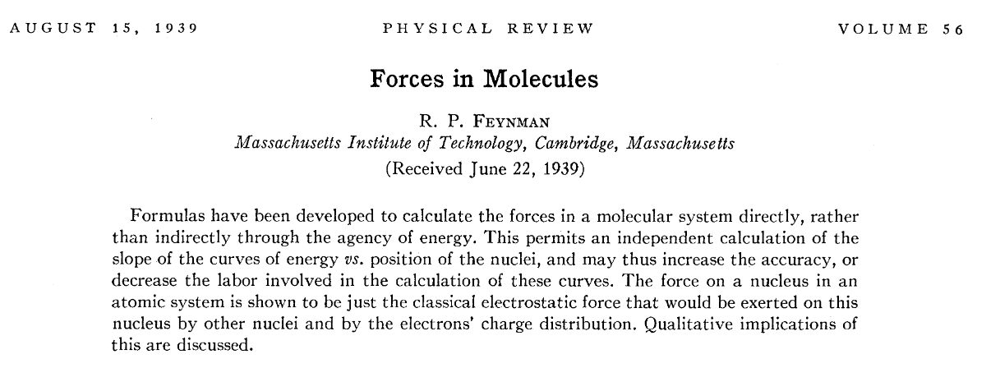 AUGUST 15, 1939 PHYSICAL REVIEW VOLUME 56
Forces in Molecules
R. P. FEYNMAN
Massachusetts Institute of Technology, Cambridge, Massachusetts
(Received June 22, 1939)
Formulas have been developed to calculate the forces in a molecular system directly, rather
than indirectly through the agency of energy. This permits an independent calculation of the
slope of the curves of energy vs. position of the nuclei, and may thus increase the accuracy, or
decrease the labor involved in the calculation of these curves. The force on a nucleus in an
atomic system is shown to be just the classical electrostatic force that would be exerted on this
nucleus by other nuclei and by the electrons' charge distribution. Qualitative implications of
this are discussed.